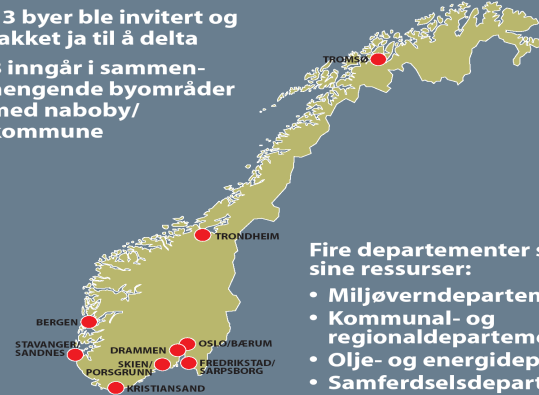 3 byer ble invitert og
takket ja til å delta
inngår i sammen-
hengende byområder
med naboby/
kommune
TROMSØ
TRONDHEIM
Fire departementer
sine ressurser:
• Miljøverndepartem
• Kommunal- og
regionaldeparteme
• Olje- og energidep
• Samferdselsdepart
BERGEN
STAVANGER/
SANDNES
DRAMMEN
OSLO/BÆRUM
SKIEN/
PORSGRUNN
FREDRIKSTAD/
SARPSBORG
KRISTIANSAND